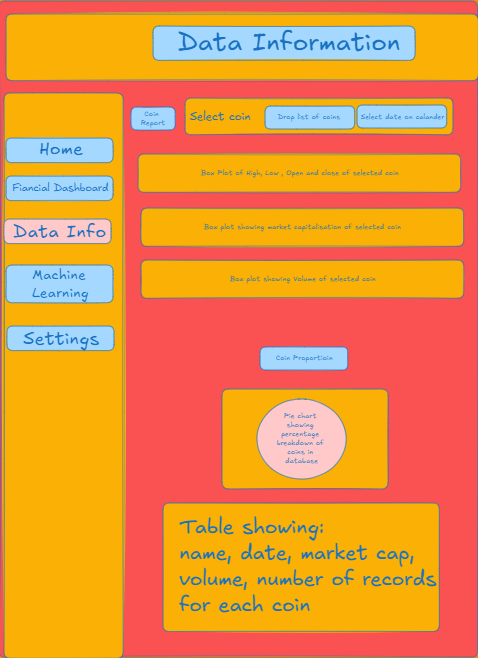 Data Information
Home
Fiancial Dashboard
Data Info
Machine
Learning
Settings
Coin
Report
Select coin
Drop list of coins
Select date on calander
Box Plot of High, Low , Open and close of selected coin
Box plot showing market capitalisation of selected coin
Box plot showing Volume of selected coin
Coin Proportioin
Pie chart
showing
percentage
breakdown of
coins in
database
Table showing:
name, date, market cap,
volume, number of records
for each coin